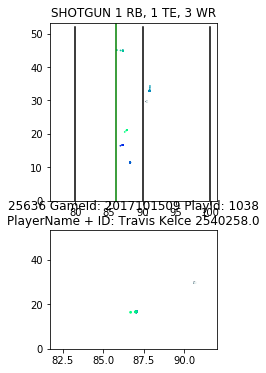 SHOTGUN 1 RB, 1 TE, 3 WR
50
40
30
20
10
0
80 85 90 95 100
25636 GameId: 2017101509 PlayId: 1038
PlayerName + ID: Travis Kelce 2540258.0
40
20
0
82.5 85.0 87.5 90.0